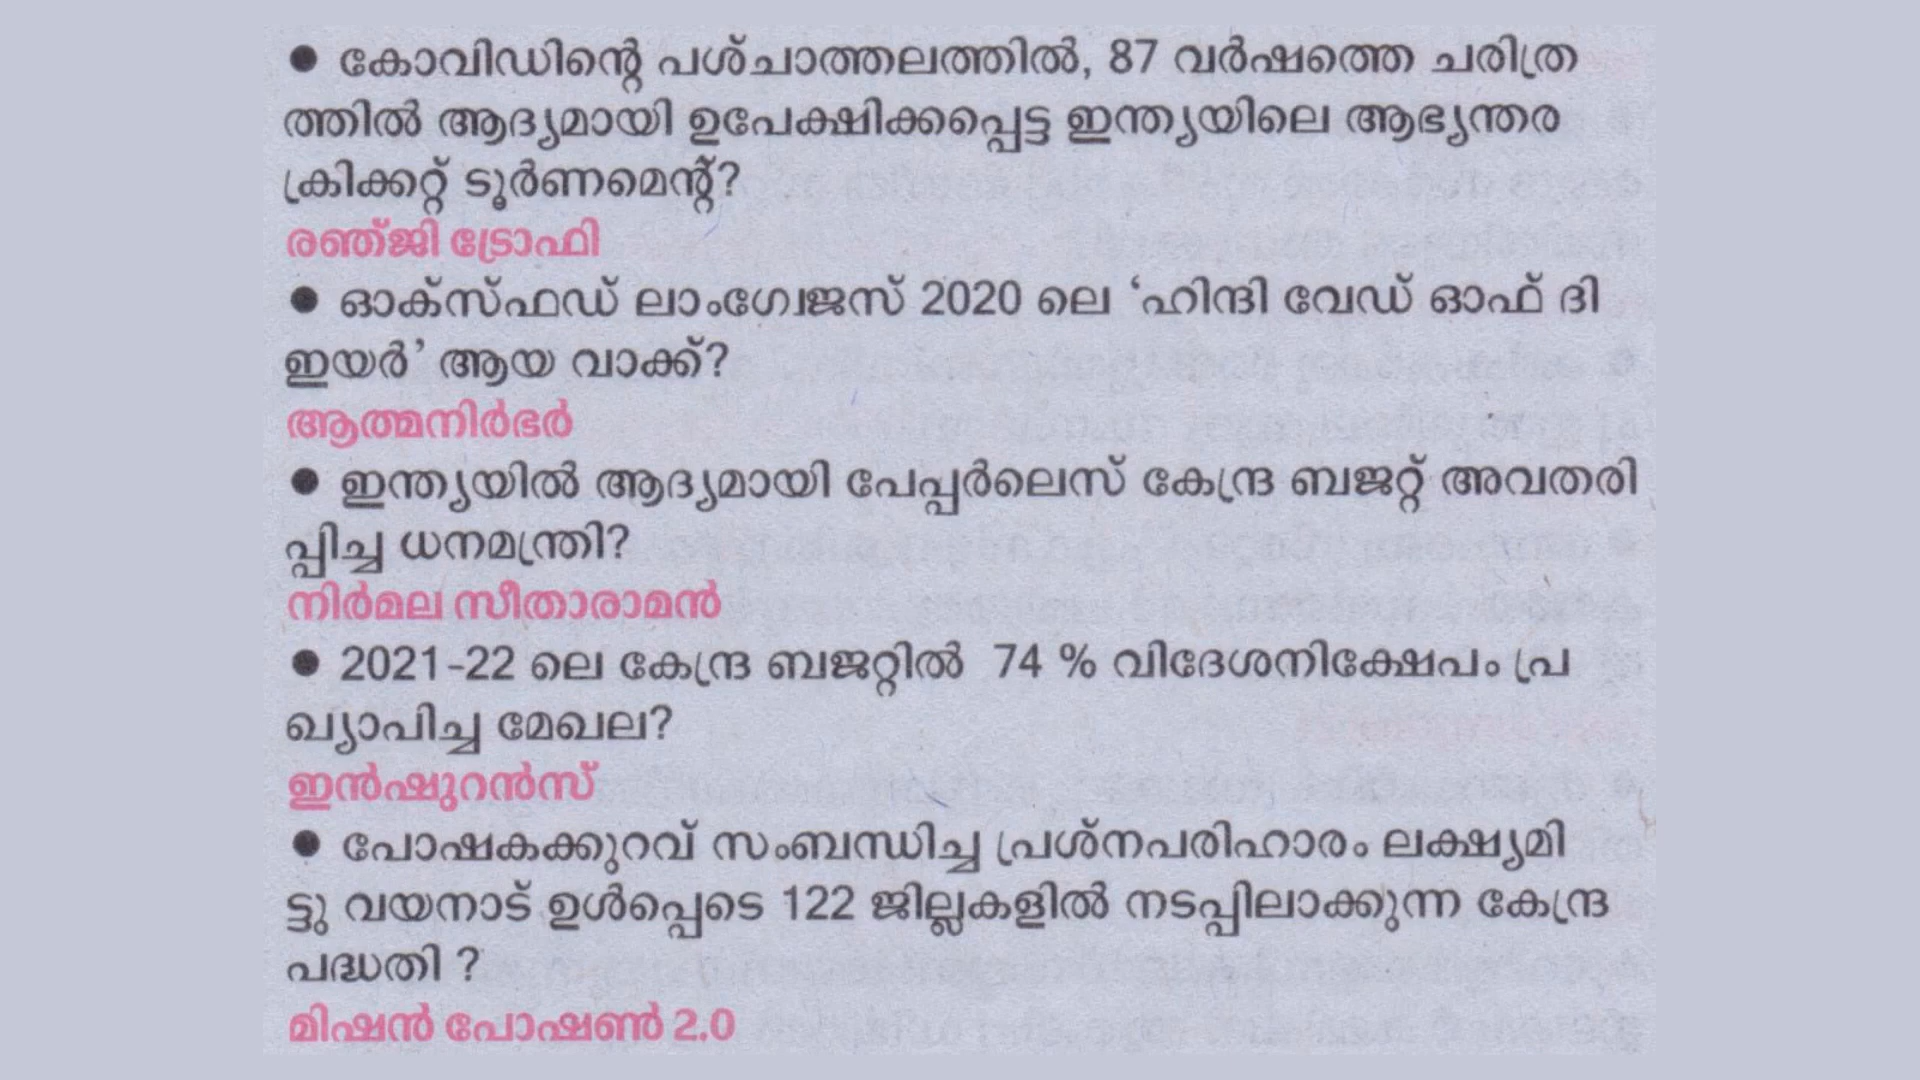 ● കോവിഡിന്റെ പശ്ചാത്തലത്തിൽ, 87 വർഷത്തെ ചരിത്ര
ത്തിൽ ആദ്യമായി ഉപേക്ഷിക്കപ്പെട്ട ഇന്ത്യയിലെ ആഭ്യന്തര
ക്രിക്കറ്റ് ടൂർണമെന്റ്?
രഞ്ജി ട്രോഫി
● ഓക്സ്ഫഡ് ലാംഗ്വേജസ് 2020 ലെ ‘ഹിന്ദി വേഡ് ഓഫ് ദി
ഇയർ’ ആയ വാക്ക്?
ആത്മനിർഭർ
● ഇന്ത്യയിൽ ആദ്യമായി പേപ്പർലെസ് കേന്ദ്ര ബജറ്റ് അവതരി
പ്പിച്ച ധനമന്ത്രി?
നിർമല സീതാരാമൻ
● 2021-22 ലെ കേന്ദ്ര ബജറ്റിൽ 74 % വിദേശനിക്ഷേപം പ്ര
ഖ്യാപിച്ച മേഖല?
ഇൻഷുറൻസ്
● പോഷകക്കുറവ് സംബന്ധിച്ച പ്രശ്നപരിഹാരം ലക്ഷ്യമി
ട്ടു വയനാട് ഉൾപ്പെടെ 122 ജില്ലകളിൽ നടപ്പിലാക്കുന്ന കേന്ദ്ര
പദ്ധതി ?
മിഷൻ പോഷൺ 2.0